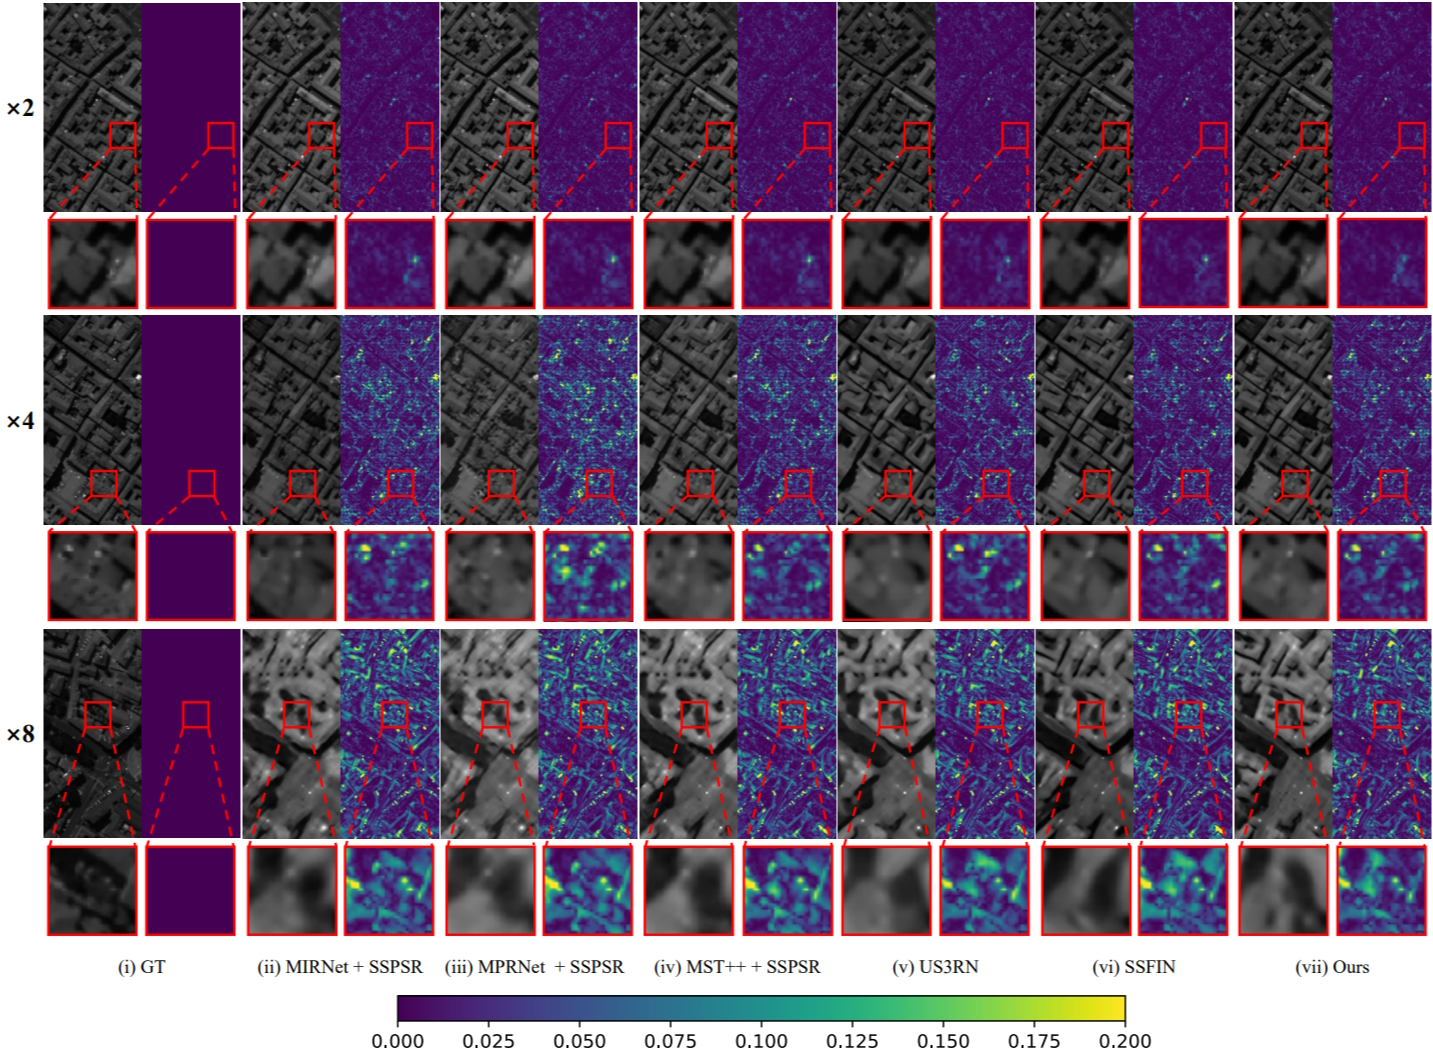 ×2
×4
×8
(i) GT
(ii) MIRNet + SSPSR
(iii) MPRNet + SSPSR
(iv) MST++ + SSPSR
(v) US3RN
(vi) SSFIN
(vii) Ours
0.000 0.025 0.050 0.075 0.100 0.125 0.150 0.175 0.200